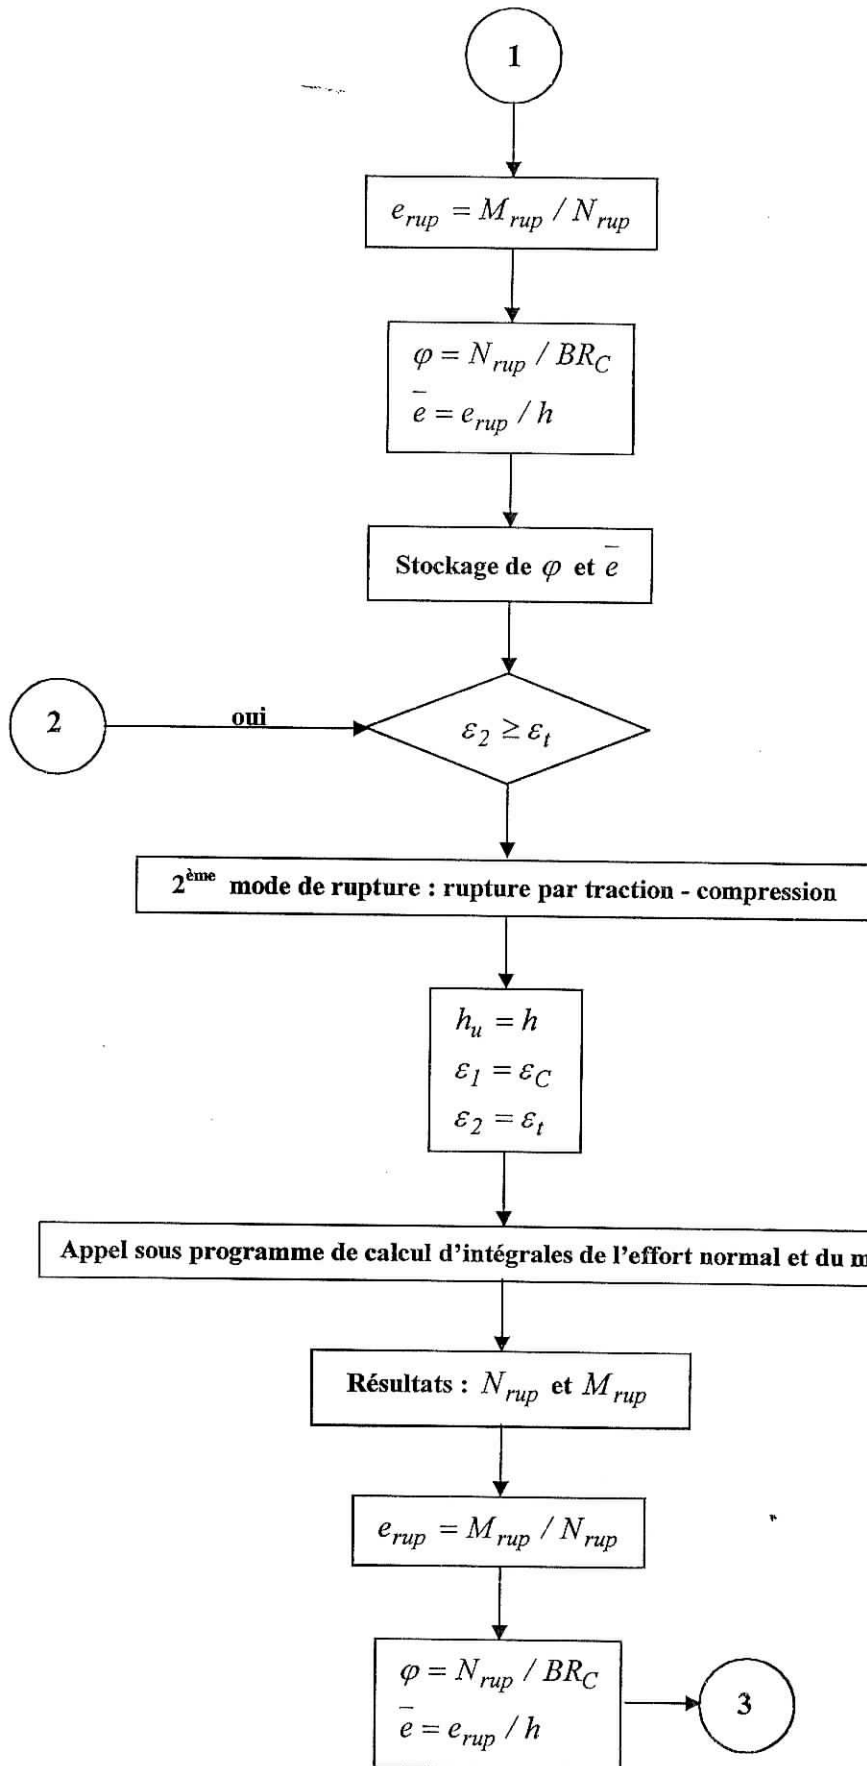 1
e_rup = M_rup / N_rup
φ = N_rup / BR_C
e̅ = e_rup / h
Stockage de φ et e̅
2
oui
ε_2 ≥ ε_t
2ème mode de rupture : rupture par traction - compression
h_u = h
ε_1 = ε_C
ε_2 = ε_t
Appel sous programme de calcul d'intégrales de l'effort normal et du m
Résultats : N_rup et M_rup
e_rup = M_rup / N_rup
φ = N_rup / BR_C
e̅ = e_rup / h
3